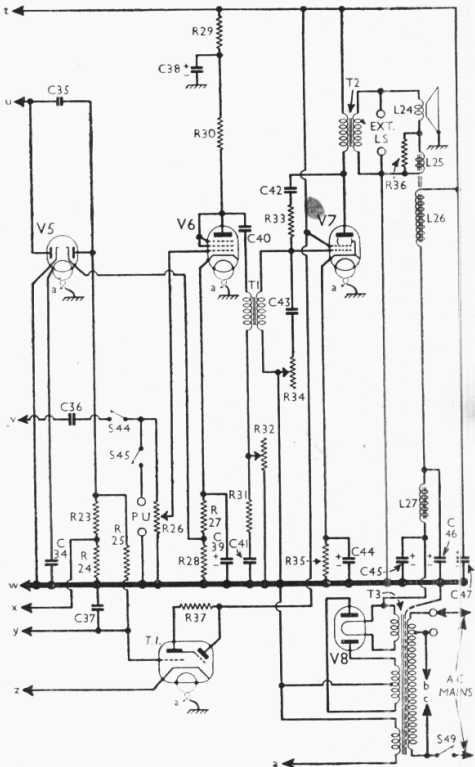 t
R29
C38
+
−
R30
C35
u
T2
EXT.
LS
L24
L25
R36
L26
C42
R33
V5
V6
V7
C40
a
a
a
T1
C43
R34
v
C36
S44
S45
PU
R26
R32
R31
R23
R
25
R
27
C
34
R
24
C
39
R28
C41
R35
C44
+
−
L27
C
46
C45
C47
w
x
y
z
C37
R37
T.I.
a
V8
T3
b
c
A.C.
MAINS
S49
a